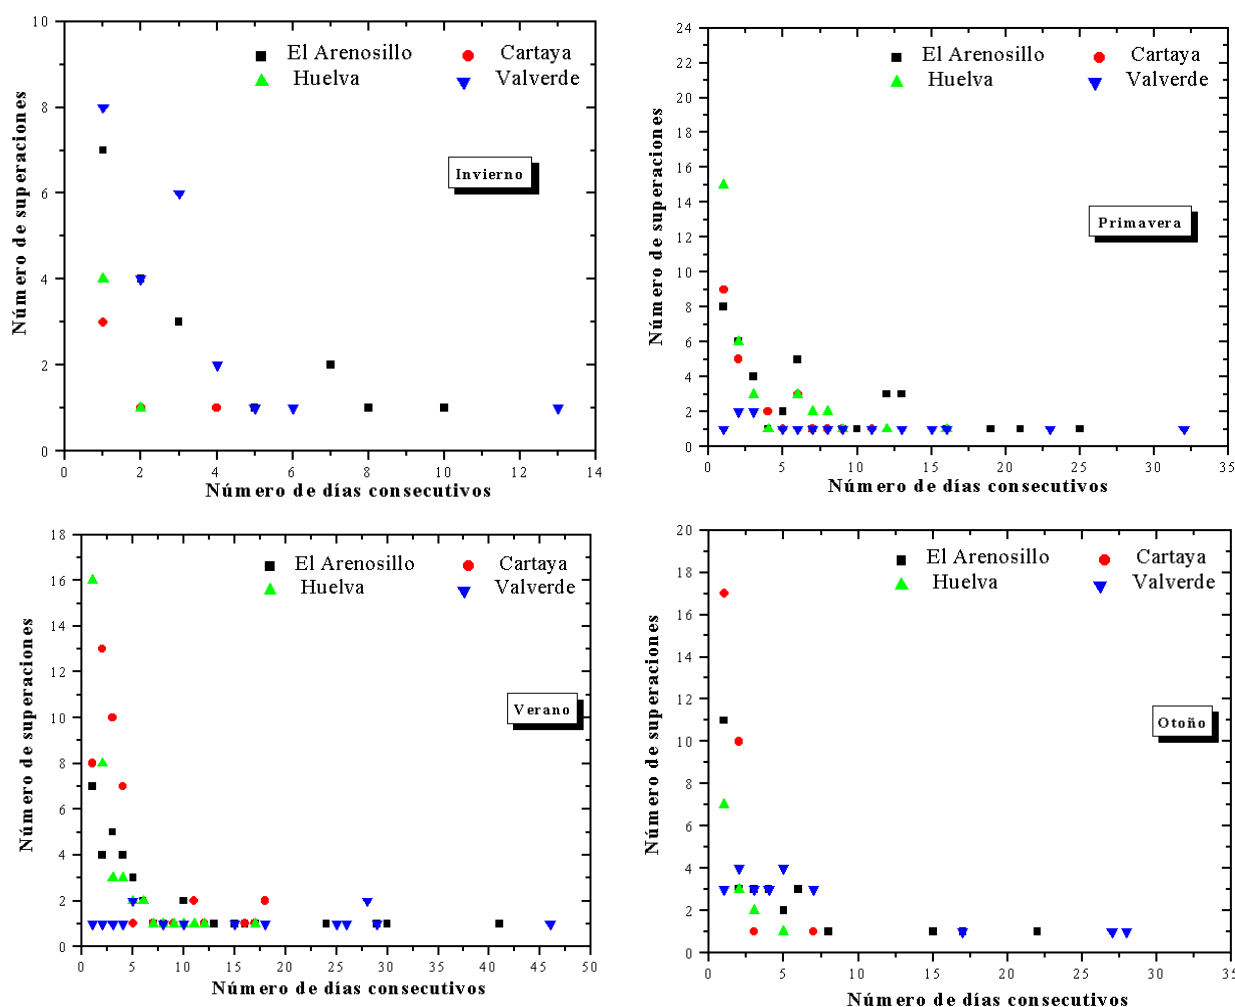 10
8
6
4
2
0
El Arenosillo
Cartaya
Huelva
Valverde
Invierno
Número de superaciones
0 2 4 6 8 10 12 14
Número de días consecutivos
24
22
20
18
16
14
12
10
8
6
4
2
0
El Arenosillo
Cartaya
Huelva
Valverde
Primavera
Número de superaciones
0 5 10 15 20 25 30 35
Número de días consecutivos
18
16
14
12
10
8
6
4
2
0
El Arenosillo
Cartaya
Huelva
Valverde
Verano
Número de superaciones
0 5 10 15 20 25 30 35 40 45 50
Número de días consecutivos
20
18
16
14
12
10
8
6
4
2
0
El Arenosillo
Cartaya
Huelva
Valverde
Otoño
Número de superaciones
0 5 10 15 20 25 30 35
Número de días consecutivos